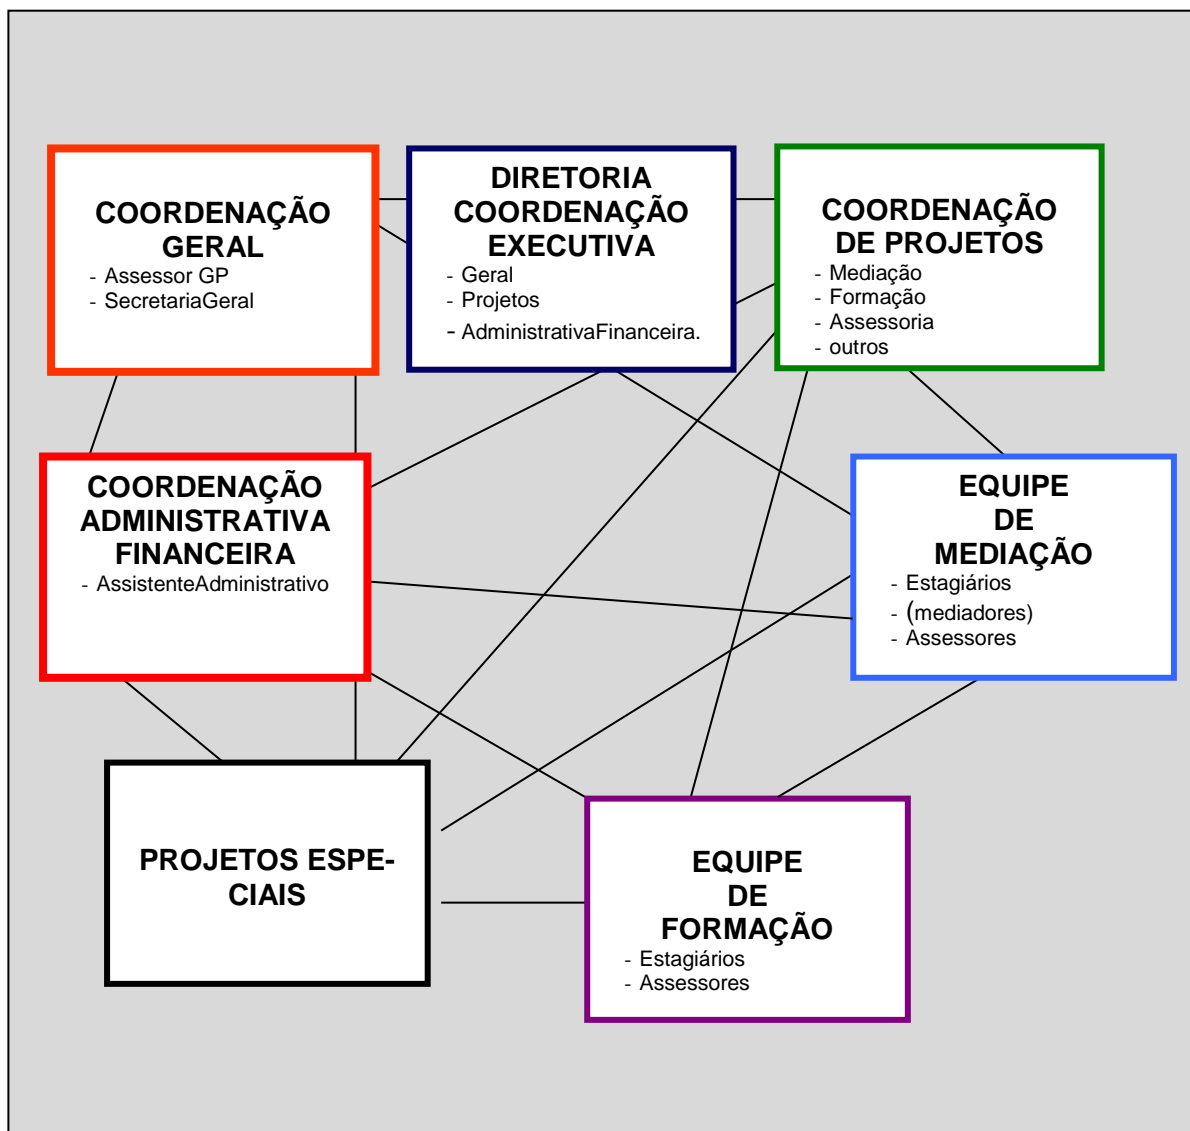 COORDENAÇÃO
GERAL
- Assessor GP
- SecretariaGeral
DIRETORIA
COORDENAÇÃO
EXECUTIVA
- Geral
- Projetos
- AdministrativaFinanceira.
COORDENAÇÃO
DE PROJETOS
- Mediação
- Formação
- Assessoria
- outros
COORDENAÇÃO
ADMINISTRATIVA
FINANCEIRA
- AssistenteAdministrativo
EQUIPE
DE
MEDIAÇÃO
- Estagiários
- (mediadores)
- Assessores
PROJETOS ESPE-
CIAIS
EQUIPE
DE
FORMAÇÃO
- Estagiários
- Assessores